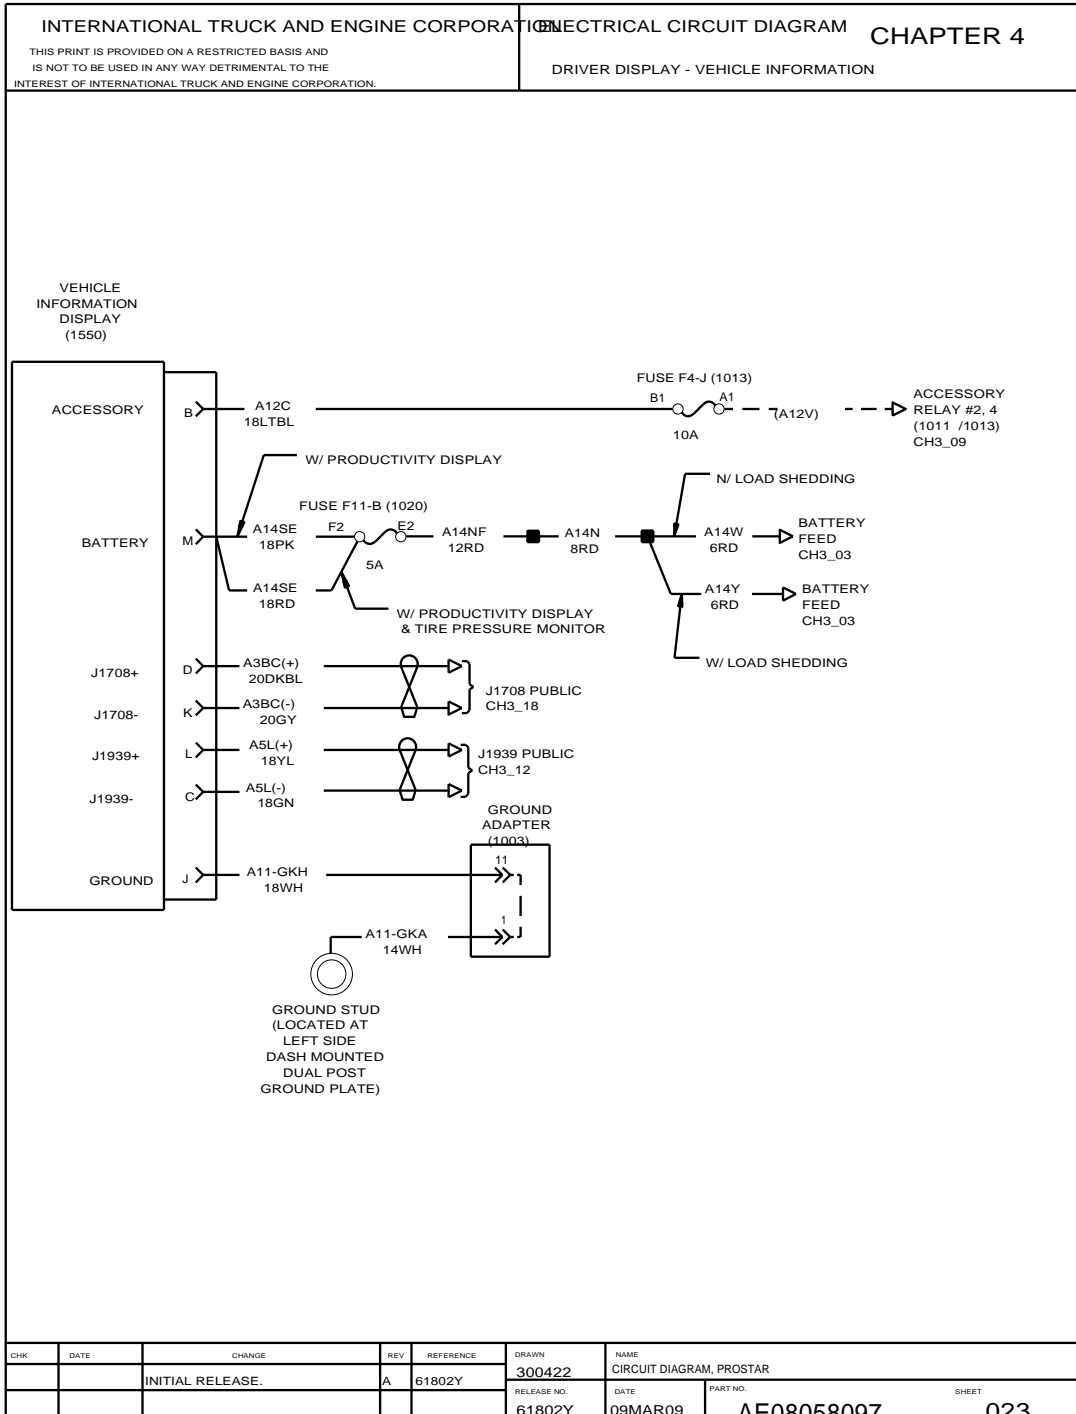 INTERNATIONAL TRUCK AND ENGINE CORPORATION
THIS PRINT IS PROVIDED ON A RESTRICTED BASIS AND
IS NOT TO BE USED IN ANY WAY DETRIMENTAL TO THE
INTEREST OF INTERNATIONAL TRUCK AND ENGINE CORPORATION.
ELECTRICAL CIRCUIT DIAGRAM
DRIVER DISPLAY - VEHICLE INFORMATION
CHAPTER 4
VEHICLE
INFORMATION
DISPLAY
(1550)
ACCESSORY
B
A12C
18LTBL
FUSE F4-J (1013)
B1
A1
10A
(A12V)
ACCESSORY
RELAY #2, 4
(1011 /1013)
CH3_09
W/ PRODUCTIVITY DISPLAY
N/ LOAD SHEDDING
BATTERY
M
A14SE
18PK
FUSE F11-B (1020)
F2
E2
5A
A14NF
12RD
A14N
8RD
A14W
6RD
BATTERY
FEED
CH3_03
A14SE
18RD
W/ PRODUCTIVITY DISPLAY
& TIRE PRESSURE MONITOR
A14Y
6RD
BATTERY
FEED
CH3_03
W/ LOAD SHEDDING
J1708+
D
A3BC(+)
20DKBL
J1708-
K
A3BC(-)
20GY
J1708 PUBLIC
CH3_18
J1939+
L
A5L(+)
18YL
J1939-
C
A5L(-)
18GN
J1939 PUBLIC
CH3_12
GROUND
ADAPTER
(1003)
GROUND
J
A11-GKH
18WH
11
1
A11-GKA
14WH
GROUND STUD
(LOCATED AT
LEFT SIDE
DASH MOUNTED
DUAL POST
GROUND PLATE)
CHK
DATE
CHANGE
REV
REFERENCE
INITIAL RELEASE.
A
61802Y
DRAWN
300422
NAME
CIRCUIT DIAGRAM, PROSTAR
RELEASE NO.
61802Y
DATE
09MAR09
PART NO.
AE08058097
SHEET
023